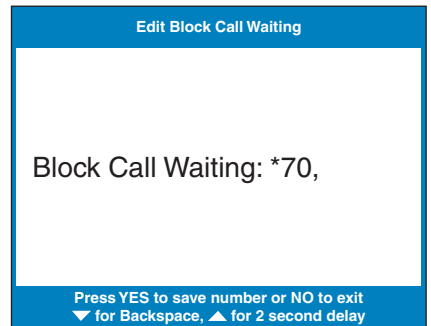 Edit Block Call Waiting
Block Call Waiting: *70,
Press YES to save number or NO to exit
▼ for Backspace, ▲ for 2 second delay